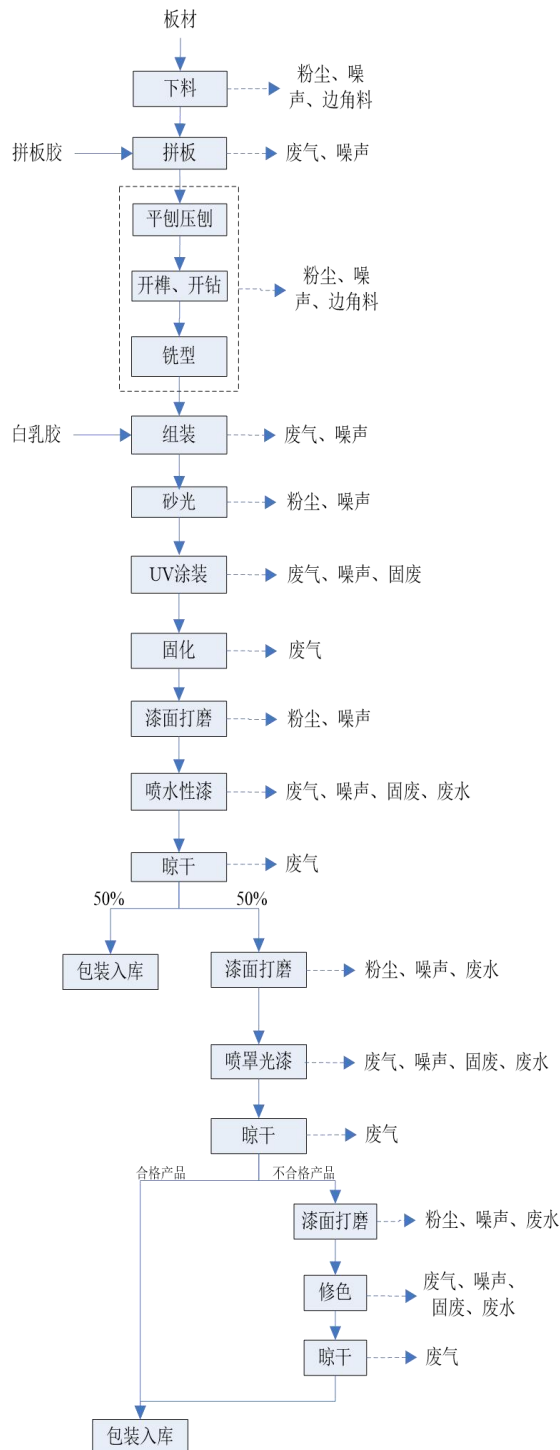 板材
下料
粉尘、噪
声、边角料
拼板胶
拼板
废气、噪声
平刨压刨
开榫、开钻
粉尘、噪
声、边角料
铣型
白乳胶
组装
废气、噪声
砂光
粉尘、噪声
UV涂装
废气、噪声、固废
固化
废气
漆面打磨
粉尘、噪声
喷水性漆
废气、噪声、固废、废水
晾干
废气
50%
50%
包装入库
漆面打磨
粉尘、噪声、废水
喷罩光漆
废气、噪声、固废、废水
晾干
废气
合格产品
不合格产品
漆面打磨
粉尘、噪声、废水
修色
废气、噪声、
固废、废水
晾干
废气
包装入库